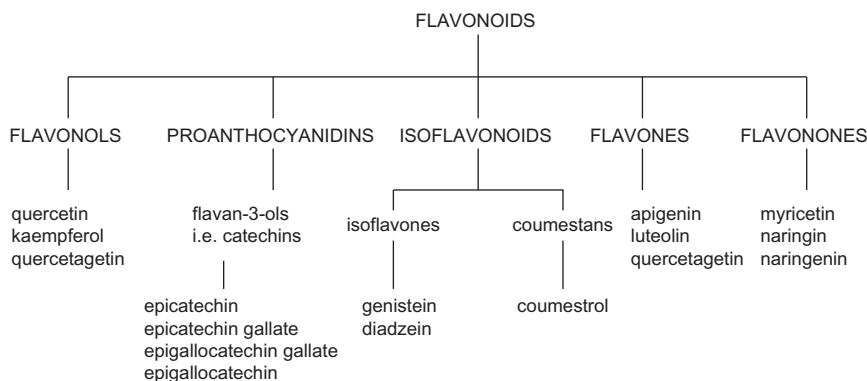 FLAVONOIDS
FLAVONOLS PROANTHOCYANIDINS ISOFLAVONOIDS FLAVONES FLAVONONES
quercetin
kaempferol
quercetagetin
flavan-3-ols
i.e. catechins
epicatechin
epicatechin gallate
epigallocatechin gallate
epigallocatechin
isoflavones
genistein
diadzein
coumestans
coumestrol
apigenin
luteolin
quercetagetin
myricetin
naringin
naringenin